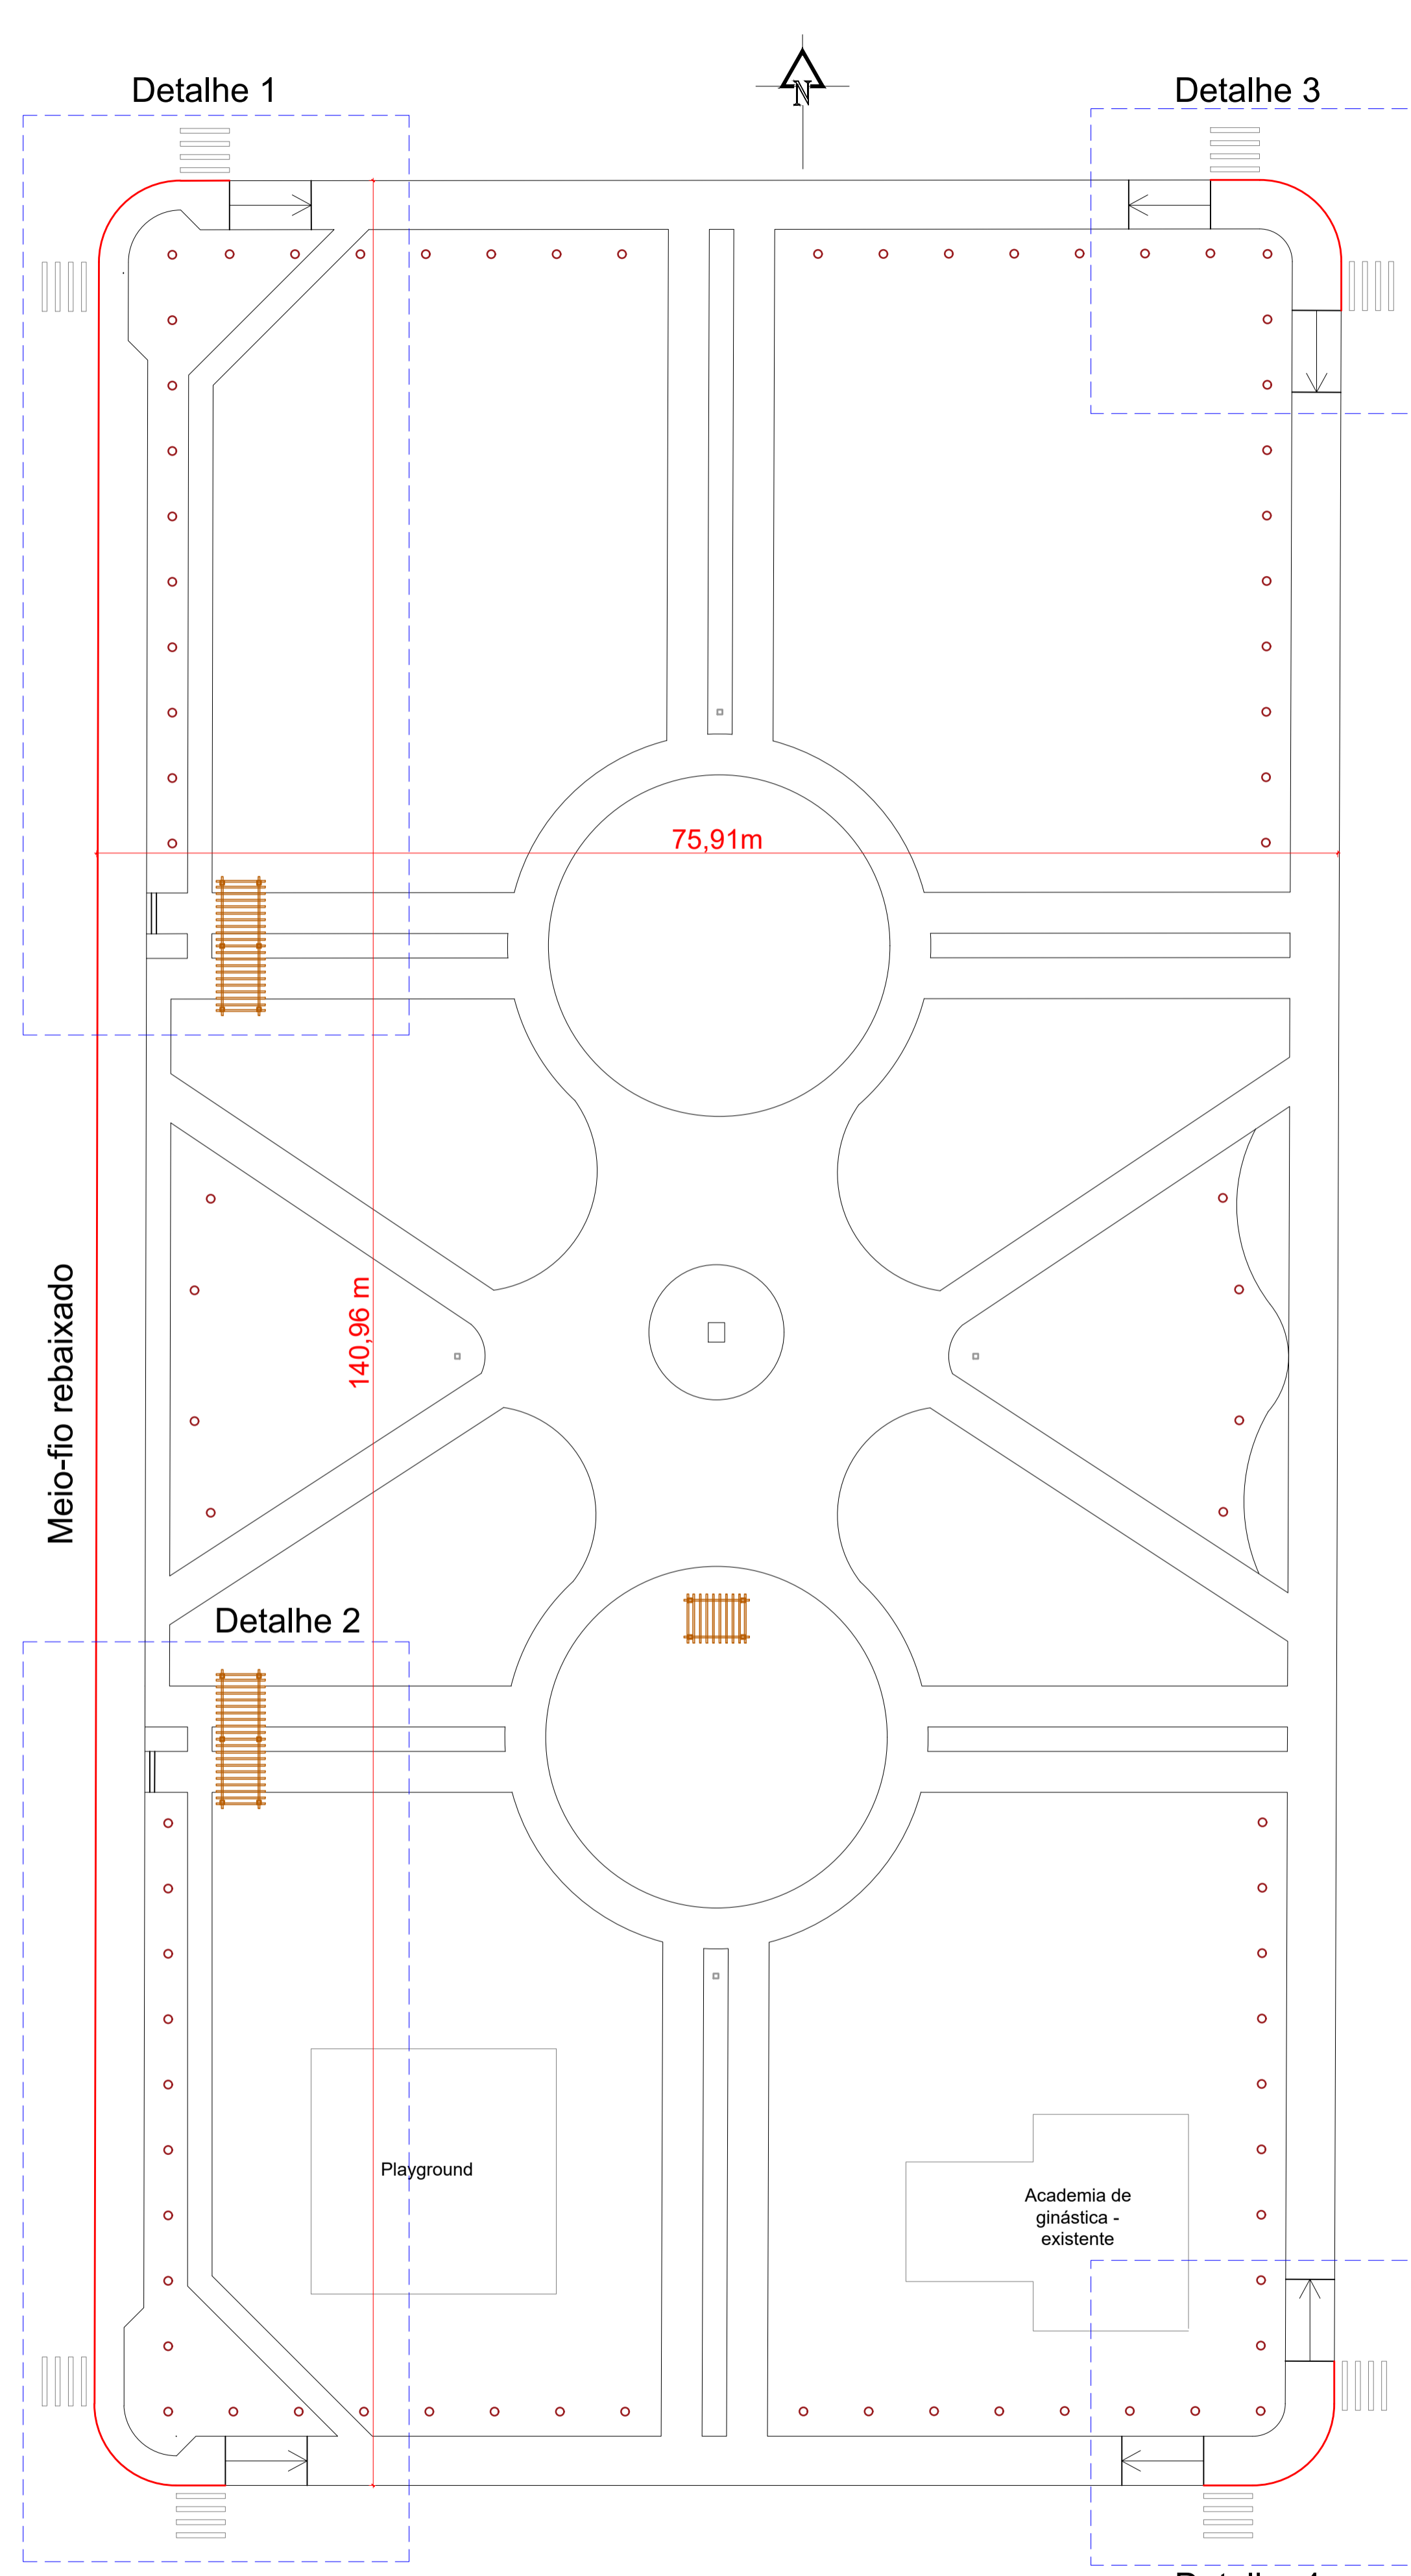 Detalhe 1
N
Detalhe 3
75,91m
140,96 m
Meio-fio rebaixado
Detalhe 2
Playground
Academia de
ginástica -
existente